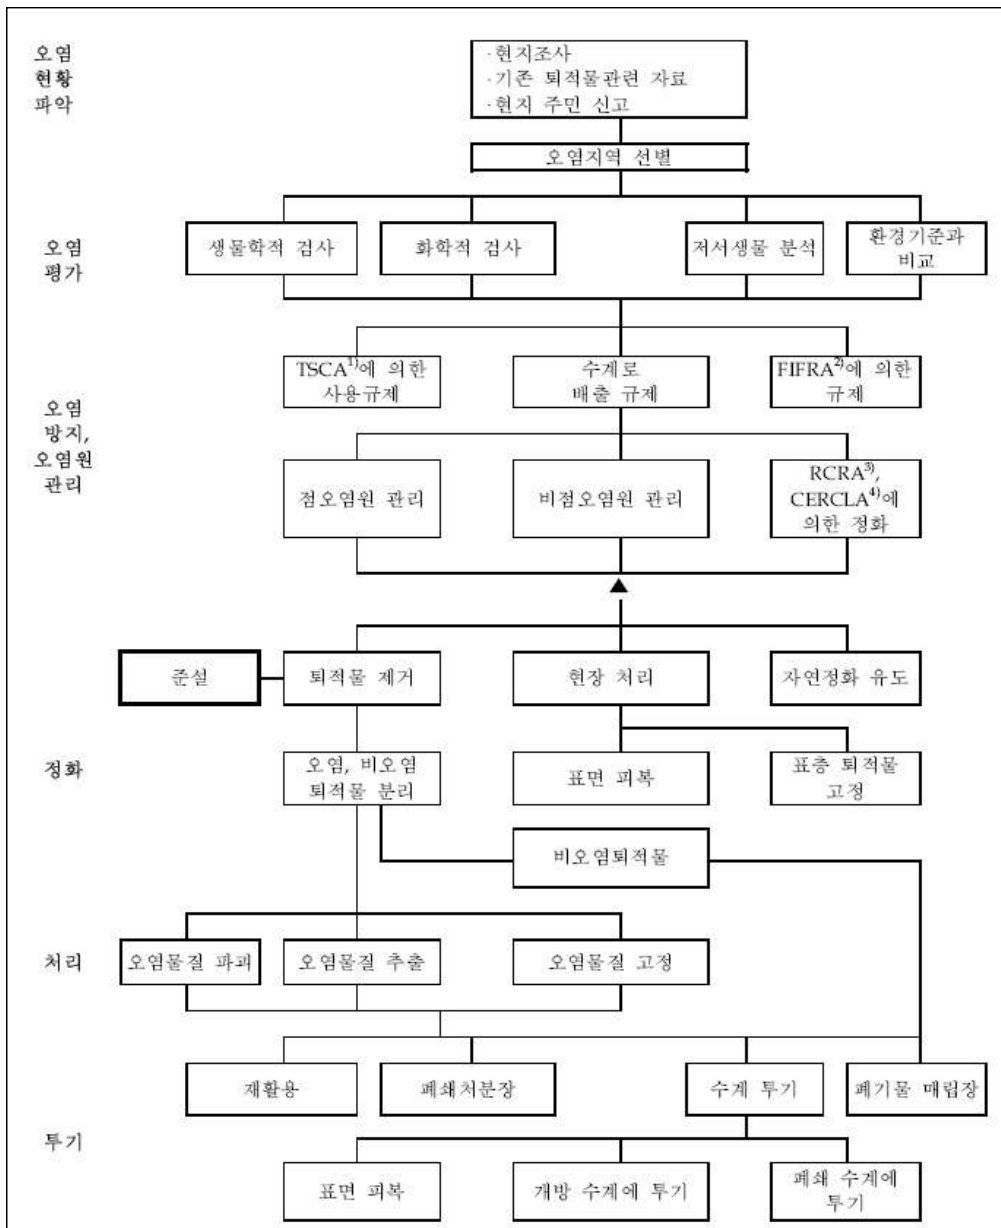 오염
현황
파악
·현지조사
·기존 퇴적물관련 자료
·현지 주민 신고
오염지역 선별
오염
평가
생물학적 검사
화학적 검사
저서생물 분석
환경기준과
비교
오염
방지,
오염원
관리
TSCA1)에 의한
사용규제
수계로
배출 규제
FIFRA2)에 의한
규제
점오염원 관리
비점오염원 관리
RCRA3),
CERCLA4)에
의한 정화
준설
퇴적물 제거
현장 처리
자연정화 유도
정화
오염, 비오염
퇴적물 분리
표면 피복
표층 퇴적물
고정
비오염퇴적물
처리
오염물질 파괴
오염물질 추출
오염물질 고정
재활용
폐쇄처분장
수계 투기
폐기물 매립장
투기
표면 피복
개방 수계에 투기
폐쇄 수계에
투기